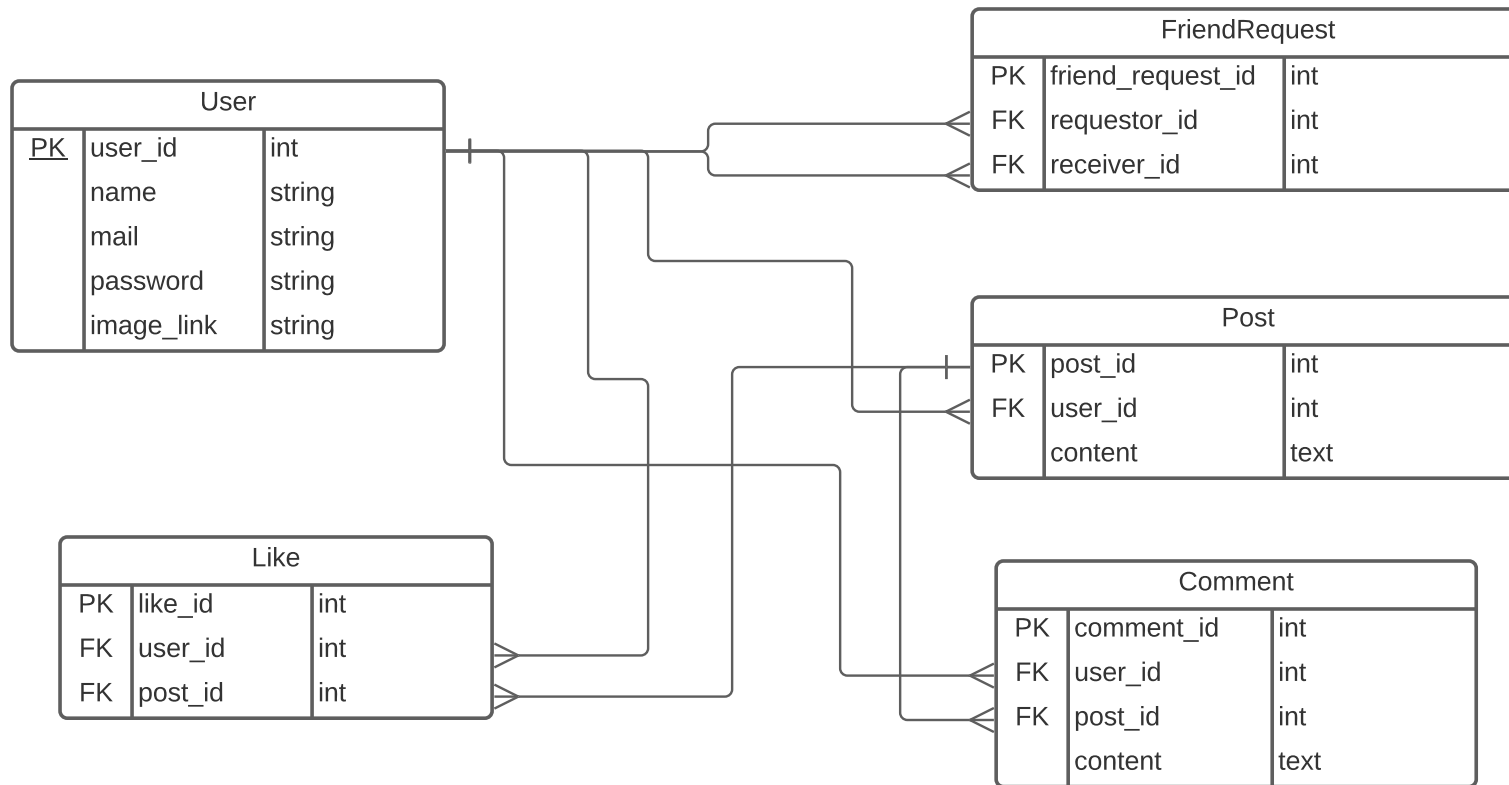 User
PK user_id int
name string
mail string
password string
image_link string
FriendRequest
PK friend_request_id int
FK requestor_id int
FK receiver_id int
Post
PK post_id int
FK user_id int
content text
Like
PK like_id int
FK user_id int
FK post_id int
Comment
PK comment_id int
FK user_id int
FK post_id int
content text